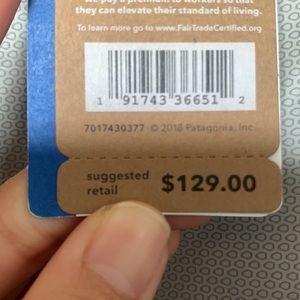 we pay a premium to workers so that
they can elevate their standard of living.
To learn more go to www.FairTradeCertified.org
1 91743 36651 2
7017430377 © 2018 Patagonia, Inc.
suggested
retail
$129.00